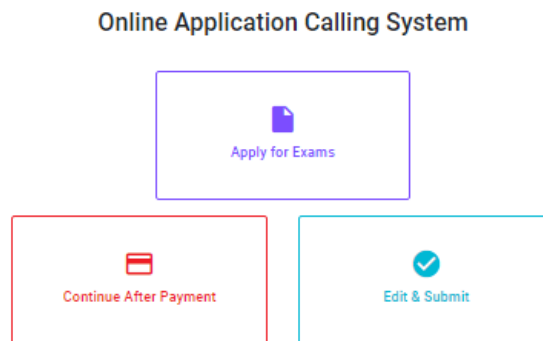 Online Application Calling System
Apply for Exams
Continue After Payment
Edit & Submit